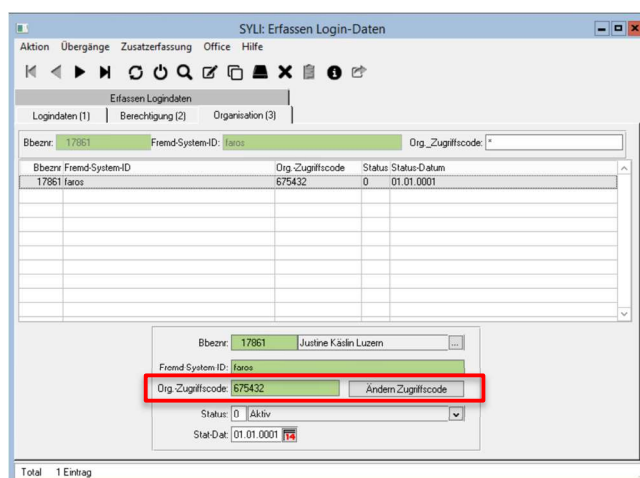 SYLI: Erfassen Login-Daten
Aktion Übergänge Zusatzerfassung Office Hilfe
Erfassen Logindaten
Logindaten (1) Berechtigung (2) Organisation (3)
Bbeznr: 17861 Fremd-System-ID: faros Org._Zugriffscode: *
Bbeznr Fremd-System-ID Org.-Zugriffscode Status Status-Datum
17861 faros 675432 0 01.01.0001
Bbeznr: 17861 Justine Käslin Luzern ...
Fremd-System-ID: faros
Org.-Zugriffscode: 675432 Ändern Zugriffscode
Status: 0 Aktiv
Stat-Dat: 01.01.0001 14
Total 1 Eintrag